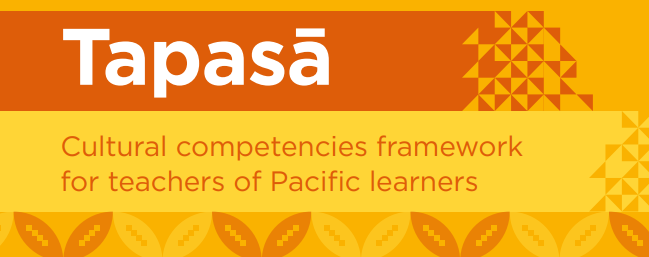 Tapasā
Cultural competencies framework
for teachers of Pacific learners